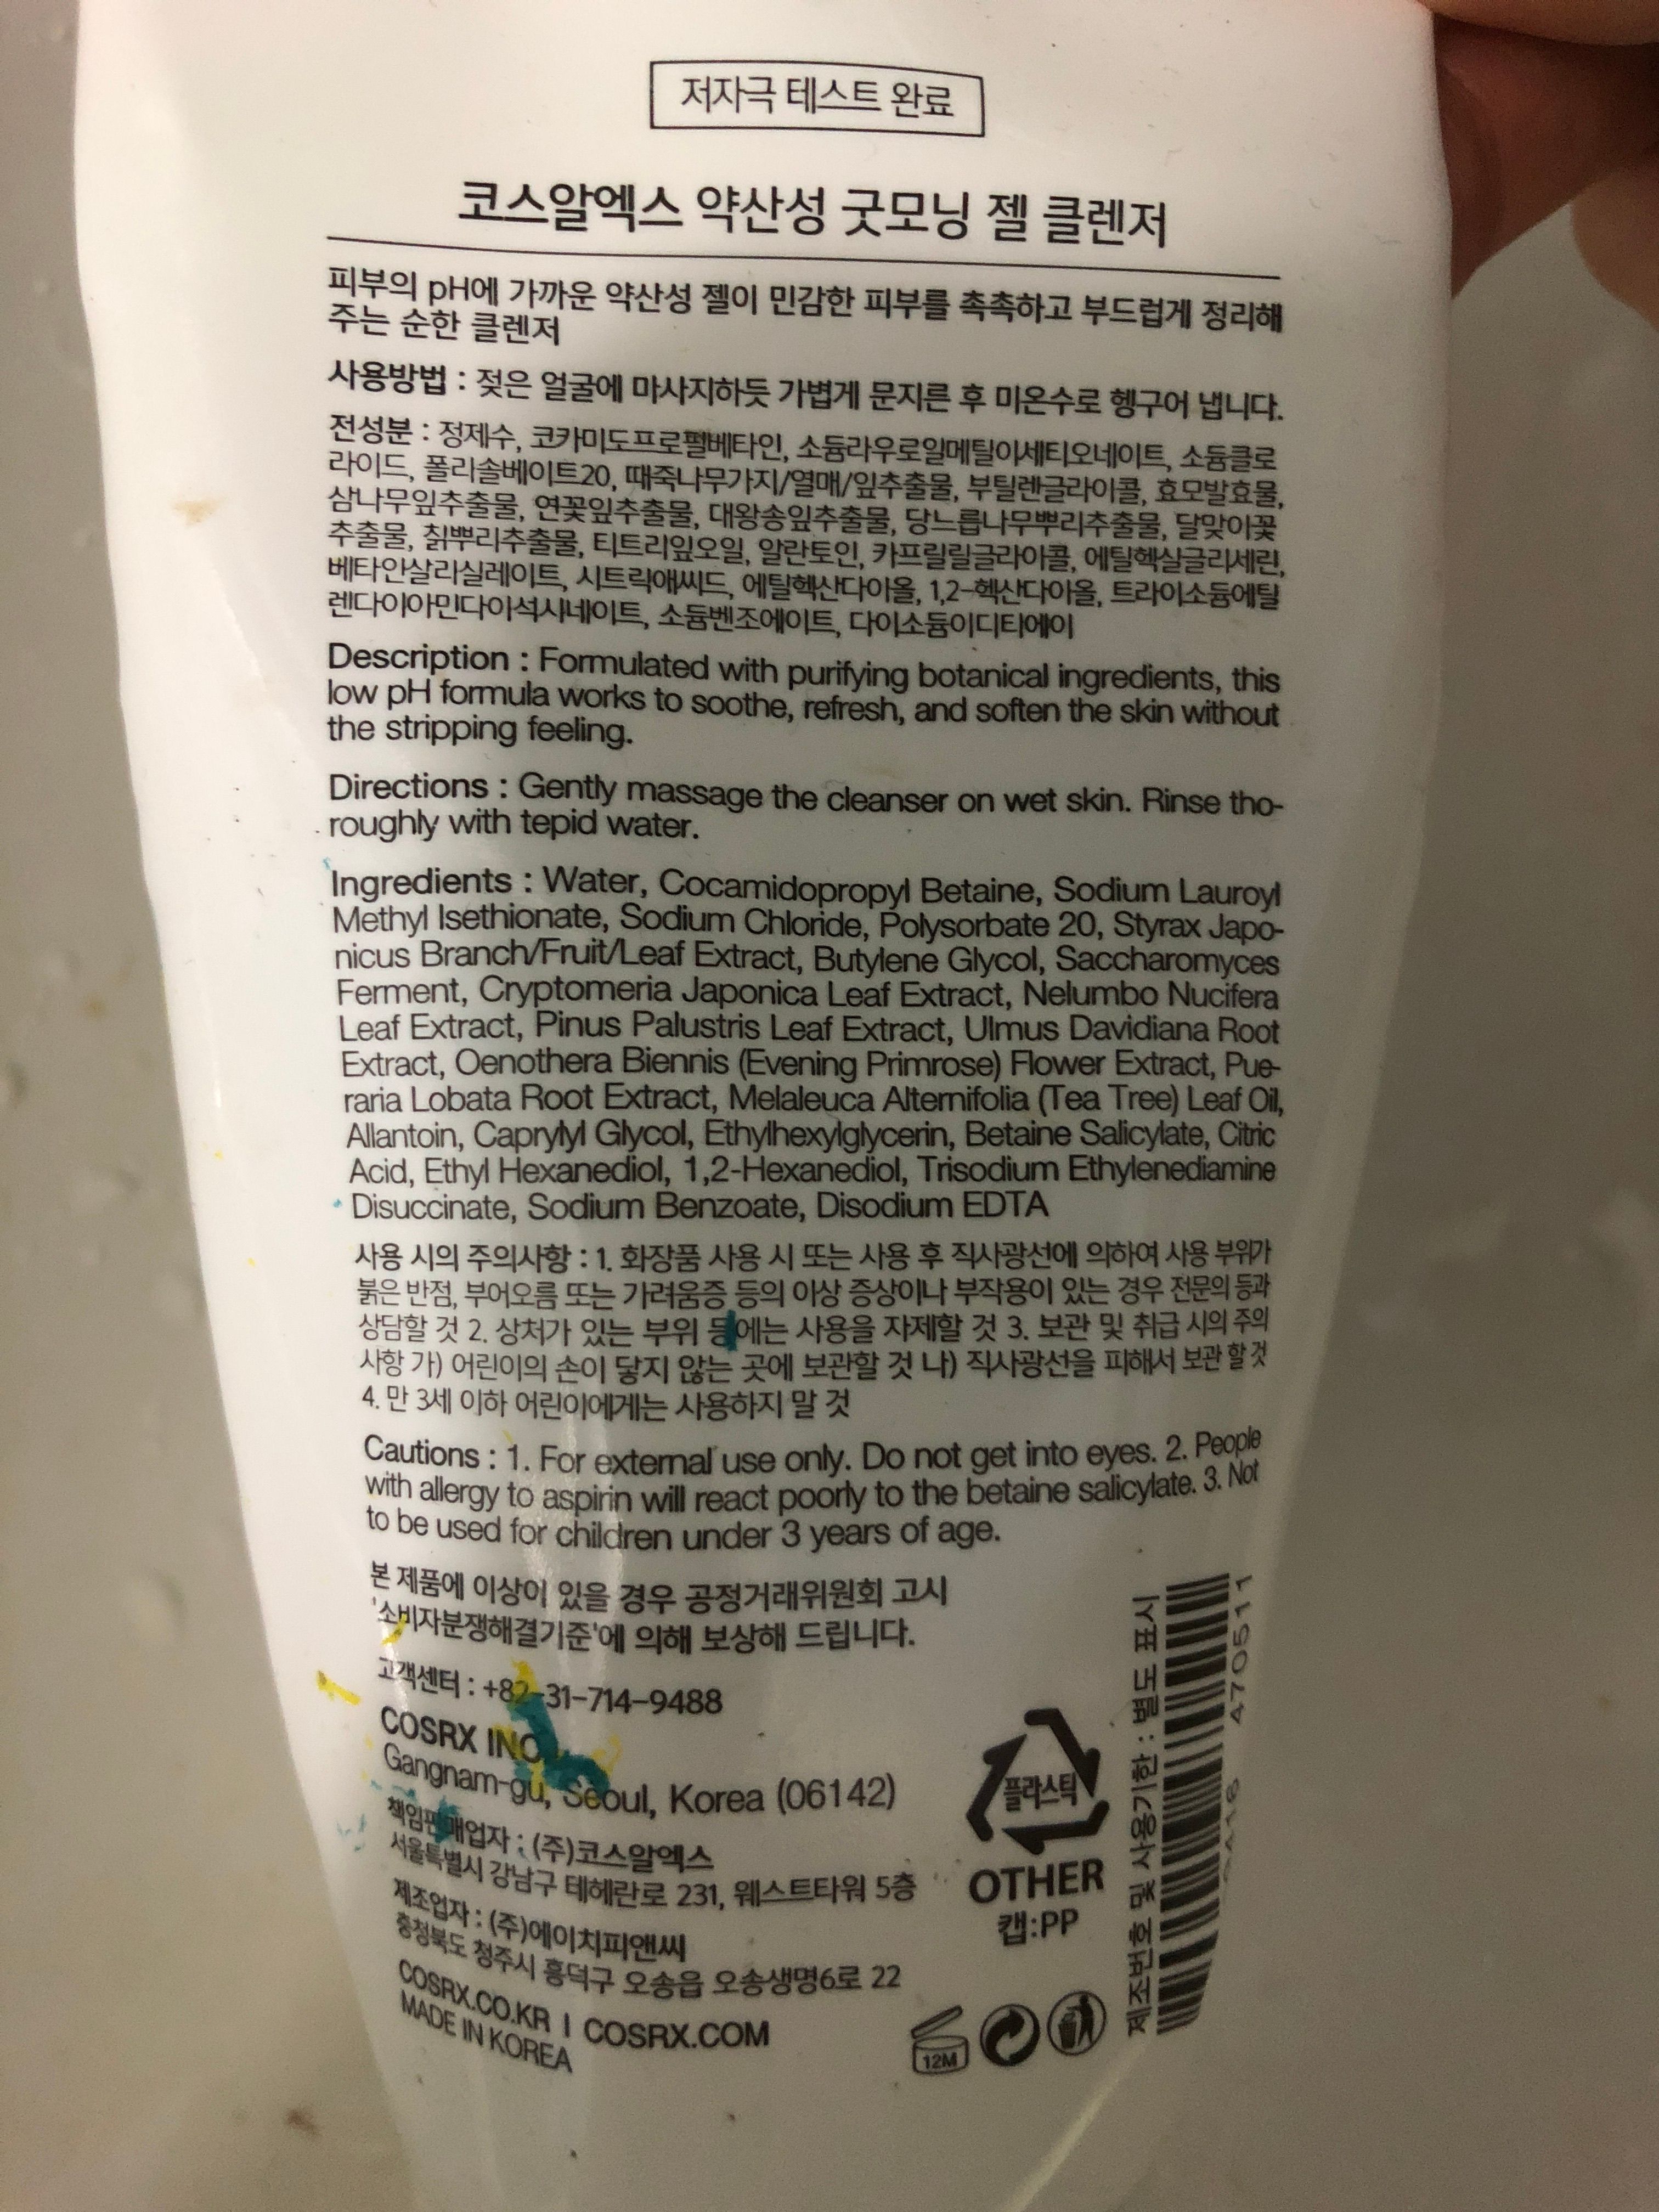 저자극 테스트 완료
코스알엑스 약산성 굿모닝 젤 클렌저
피부의 pH에 가까운 약산성 젤이 민감한 피부를 촉촉하고 부드럽게 정리해
주는 순한 클렌저
사용방법 : 젖은 얼굴에 마사지하듯 가볍게 문지른 후 미온수로 헹구어 냅니다.
전성분 : 정제수, 코카미도프로필베타인, 소듐라우로일메틸이세티오네이트, 소듐클로
라이드, 폴리솔베이트20, 때죽나무가지/열매/잎추출물, 부틸렌글라이콜, 효모발효물,
삼나무잎추출물, 연꽃잎추출물, 대왕송잎추출물, 당느릅나무뿌리추출물, 달맞이꽃
추출물, 칡뿌리추출물, 티트리잎오일, 알란토인, 카프릴릴글라이콜, 에틸헥실글리세린,
베타인살리실레이트, 시트릭애씨드, 에틸헥산다이올, 1,2-헥산다이올, 트라이소듐에틸
렌다이아민다이석시네이트, 소듐벤조에이트, 다이소듐이디티에이
Description : Formulated with purifying botanical ingredients, this
low pH formula works to soothe, refresh, and soften the skin without
the stripping feeling.
Directions : Gently massage the cleanser on wet skin. Rinse tho-
roughly with tepid water.
Ingredients : Water, Cocamidopropyl Betaine, Sodium Lauroyl
Methyl Isethionate, Sodium Chloride, Polysorbate 20, Styrax Japo-
nicus Branch/Fruit/Leaf Extract, Butylene Glycol, Saccharomyces
Ferment, Cryptomeria Japonica Leaf Extract, Nelumbo Nucifera
Leaf Extract, Pinus Palustris Leaf Extract, Ulmus Davidiana Root
Extract, Oenothera Biennis (Evening Primrose) Flower Extract, Pue-
raria Lobata Root Extract, Melaleuca Alternifolia (Tea Tree) Leaf Oil,
Allantoin, Caprylyl Glycol, Ethylhexylglycerin, Betaine Salicylate, Citric
Acid, Ethyl Hexanediol, 1,2-Hexanediol, Trisodium Ethylenediamine
Disuccinate, Sodium Benzoate, Disodium EDTA
사용 시의 주의사항 : 1. 화장품 사용 시 또는 사용 후 직사광선에 의하여 사용 부위가
붉은 반점, 부어오름 또는 가려움증 등의 이상 증상이나 부작용이 있는 경우 전문의 등과
상담할 것 2. 상처가 있는 부위 등에는 사용을 자제할 것 3. 보관 및 취급 시의 주의
사항 가) 어린이의 손이 닿지 않는 곳에 보관할 것 나) 직사광선을 피해서 보관 할 것
4. 만 3세 이하 어린이에게는 사용하지 말 것
Cautions : 1. For external use only. Do not get into eyes. 2. People
with allergy to aspirin will react poorly to the betaine salicylate. 3. Not
to be used for children under 3 years of age.
본 제품에 이상이 있을 경우 공정거래위원회 고시
'소비자분쟁해결기준'에 의해 보상해 드립니다.
고객센터 : +82-31-714-9488
COSRX INC
Gangnam-gu, Seoul, Korea (06142)
책임판매업자 : (주)코스알엑스
서울특별시 강남구 테헤란로 231, 웨스트타워 5층
제조업자 : (주)에이치피앤씨
충청북도 청주시 흥덕구 오송읍 오송생명6로 22
COSRX.CO.KR | COSRX.COM
MADE IN KOREA
플라스틱
OTHER
캡:PP
12M
제조번호 및 사용기한 : 별도 표시
470511